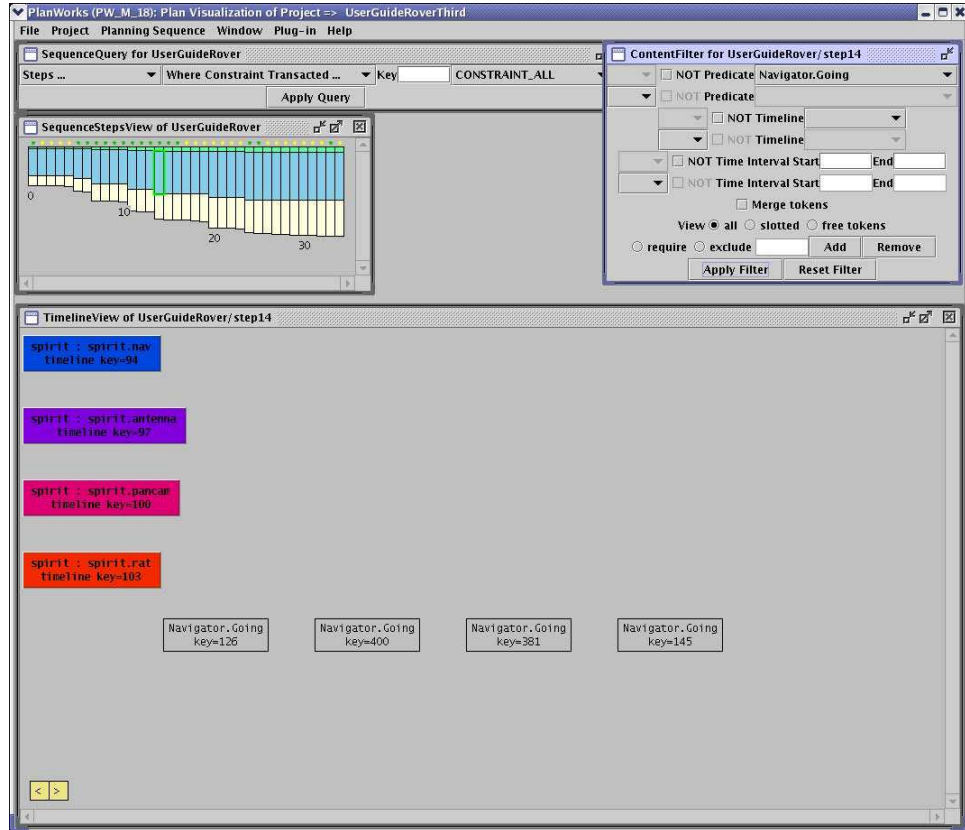 PlanWorks (PW_M_18): Plan Visualization of Project => UserGuideRoverThird
File Project Planning Sequence Window Plug-in Help
SequenceQuery for UserGuideRover
Steps ... Where Constraint Transacted ... Key CONSTRAINT_ALL
Apply Query
ContentFilter for UserGuideRover/step14
NOT Predicate Navigator.Going
NOT Predicate
NOT Timeline
NOT Timeline
NOT Time Interval Start End
NOT Time Interval Start End
Merge tokens
View all slotted free tokens
require exclude Add Remove
Apply Filter Reset Filter
SequenceStepsView of UserGuideRover
0
10
20
30
TimelineView of UserGuideRover/step14
spirit : spirit.nav
timeline key=94
spirit : spirit.antenna
timeline key=97
spirit : spirit.pancam
timeline key=100
spirit : spirit.rat
timeline key=103
Navigator.Going Navigator.Going Navigator.Going Navigator.Going
key=126 key=400 key=381 key=145
< >